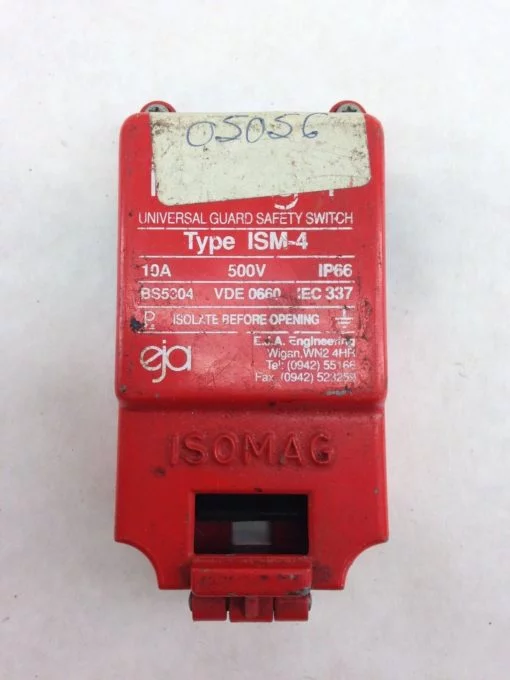 05056
UNIVERSAL GUARD SAFETY SWITCH
Type ISM-4
10A 500V IP66
BS5304 VDE 0660 IEC 337
ISOLATE BEFORE OPENING
eja
E.J.A. Engineering
Wigan, WN2 4HR
Tel: (0942) 55166
Fax. (0942) 523259
ISOMAG